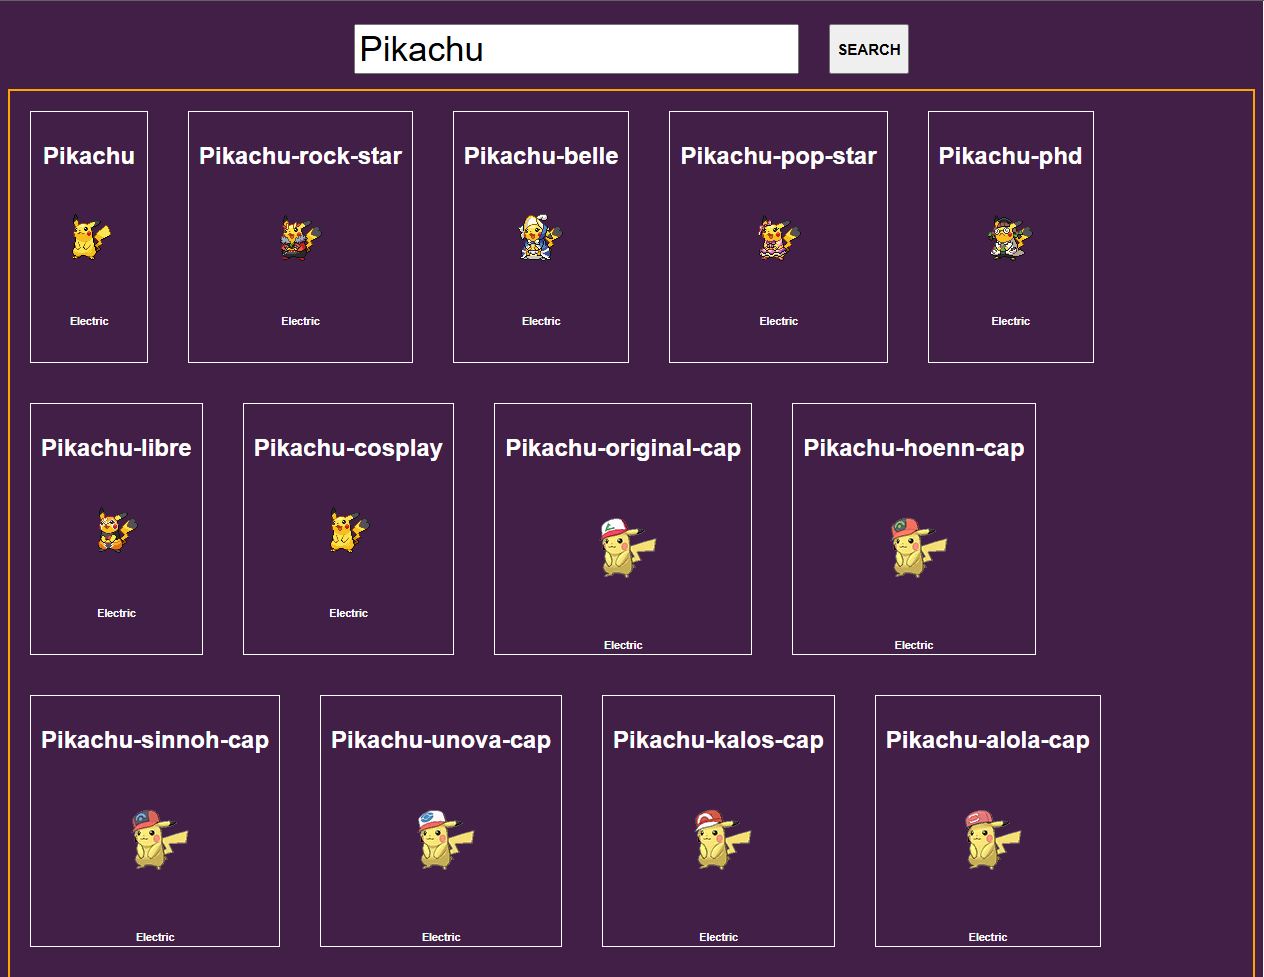 Pikachu
SEARCH
Pikachu
Electric
Pikachu-rock-star
Electric
Pikachu-belle
Electric
Pikachu-pop-star
Electric
Pikachu-phd
Electric
Pikachu-libre
Electric
Pikachu-cosplay
Electric
Pikachu-original-cap
Electric
Pikachu-hoenn-cap
Electric
Pikachu-sinnoh-cap
Electric
Pikachu-unova-cap
Electric
Pikachu-kalos-cap
Electric
Pikachu-alola-cap
Electric